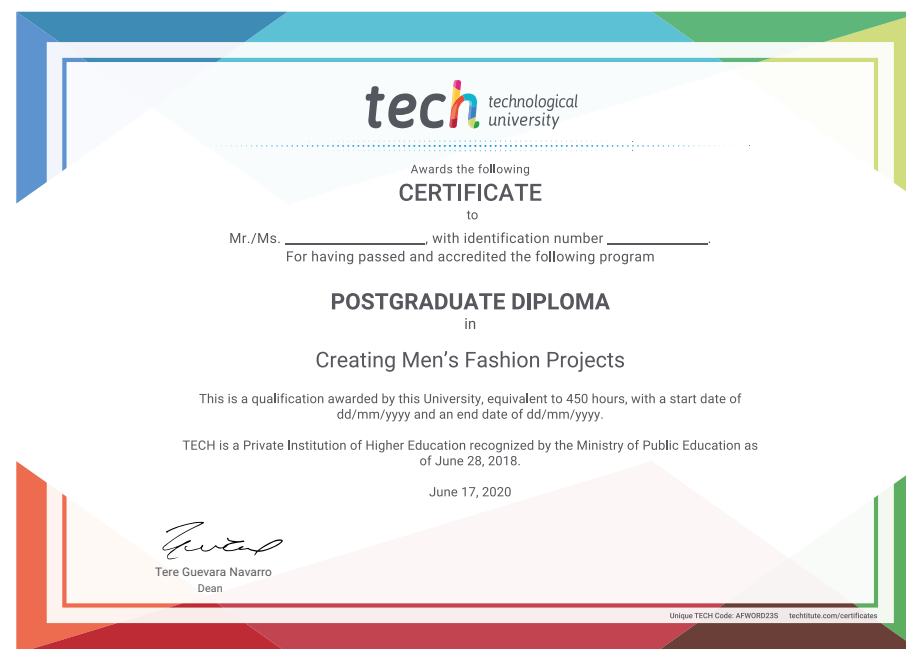 tech technological
university
Awards the following
CERTIFICATE
to
Mr./Ms. ____________________, with identification number ______________.
For having passed and accredited the following program
POSTGRADUATE DIPLOMA
in
Creating Men's Fashion Projects
This is a qualification awarded by this University, equivalent to 450 hours, with a start date of
dd/mm/yyyy and an end date of dd/mm/yyyy.
TECH is a Private Institution of Higher Education recognized by the Ministry of Public Education as
of June 28, 2018.
June 17, 2020
Tere Guevara Navarro
Dean
Unique TECH Code: AFWORD23S techtitute.com/certificates